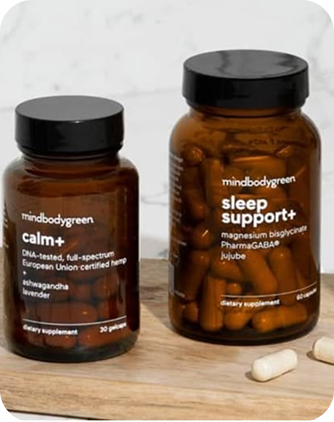 mindbodygreen
calm+
DNA-tested, full-spectrum
European Union certified hemp
+
ashwagandha
lavender
dietary supplement 30 gelcaps
mindbodygreen
sleep
support+
magnesium bisglycinate
PharmaGABA®
jujube
dietary supplement 60 capsules